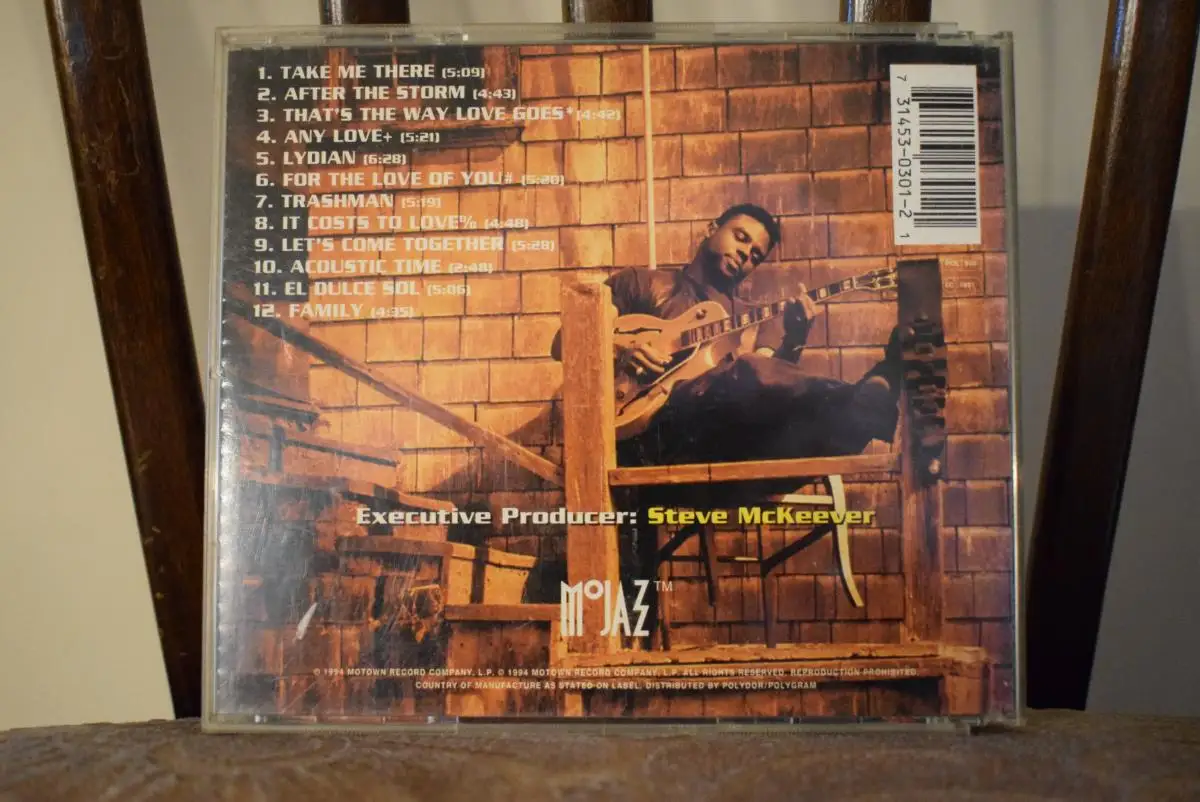 1. TAKE ME THERE (5:09)
2. AFTER THE STORM (4:43)
3. THAT'S THE WAY LOVE GOES* (4:42)
4. ANY LOVE+ (5:21)
5. LYDIAN (6:28)
6. FOR THE LOVE OF YOU# (5:20)
7. TRASHMAN (5:19)
8. IT COSTS TO LOVE% (4:48)
9. LET'S COME TOGETHER (5:28)
10. ACOUSTIC TIME (2:48)
11. EL DULCE SOL (5:06)
12. FAMILY (4:35)
7 31453-0301-2 1
Executive Producer: Steve McKeever
MoJAZZ™
© 1994 MOTOWN RECORD COMPANY, L.P. © 1994 MOTOWN RECORD COMPANY, L.P. ALL RIGHTS RESERVED. REPRODUCTION PROHIBITED.
COUNTRY OF MANUFACTURE AS STATED ON LABEL. DISTRIBUTED BY POLYDOR/POLYGRAM